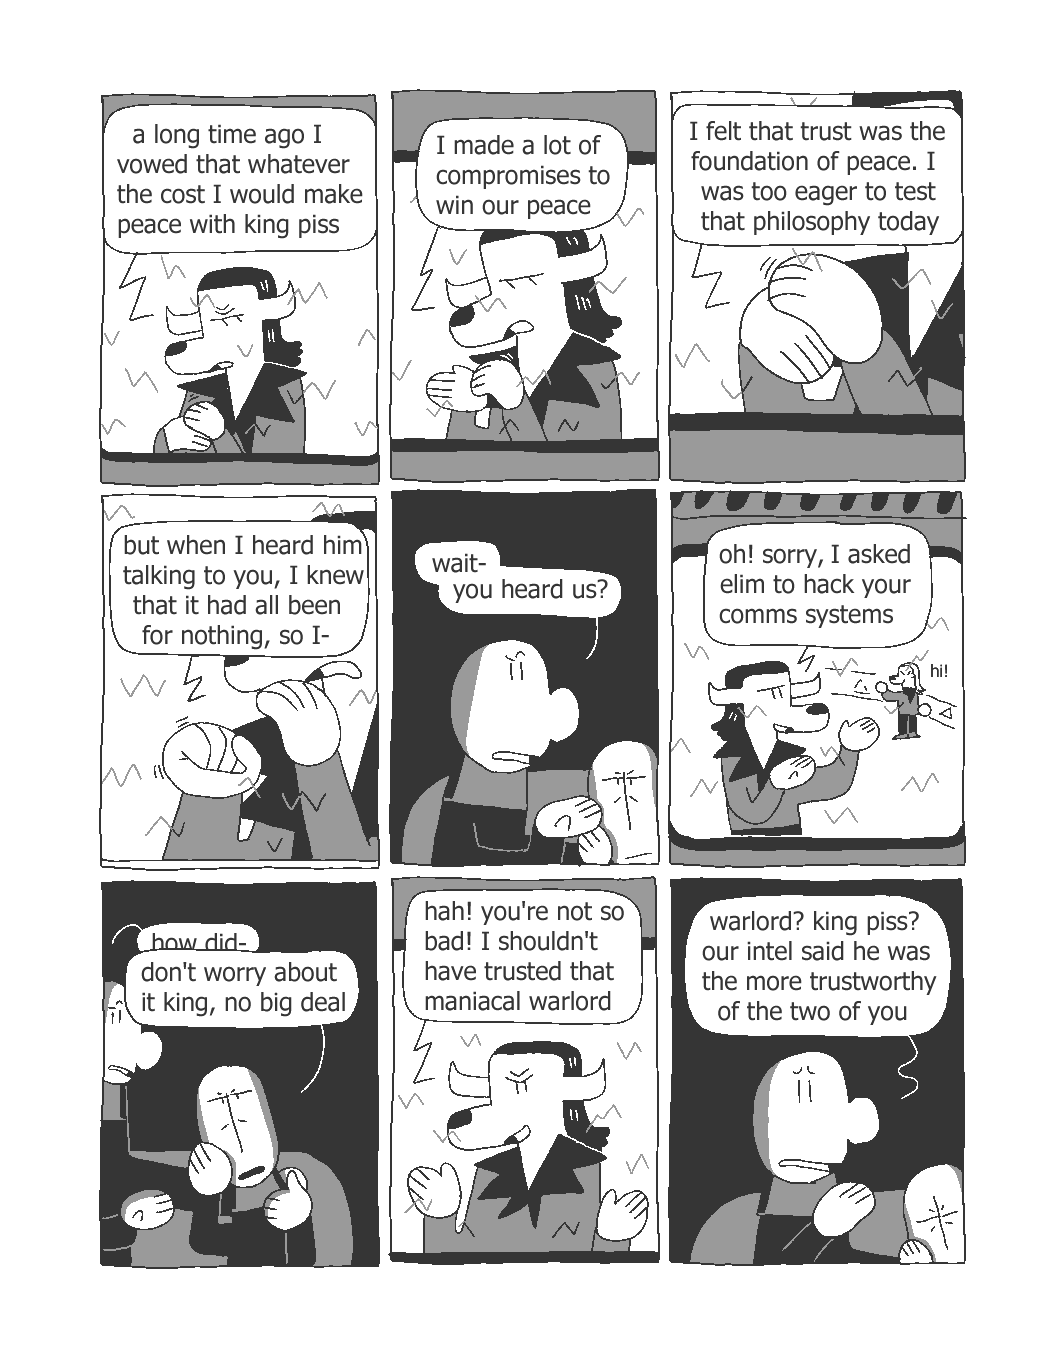 a long time ago I
vowed that whatever
the cost I would make
peace with king piss
I made a lot of
compromises to
win our peace
I felt that trust was the
foundation of peace. I
was too eager to test
that philosophy today
but when I heard him
talking to you, I knew
that it had all been
for nothing, so I-
wait-
you heard us?
oh! sorry, I asked
elim to hack your
comms systems
hi!
how did-
don't worry about
it king, no big deal
hah! you're not so
bad! I shouldn't
have trusted that
maniacal warlord
warlord? king piss?
our intel said he was
the more trustworthy
of the two of you